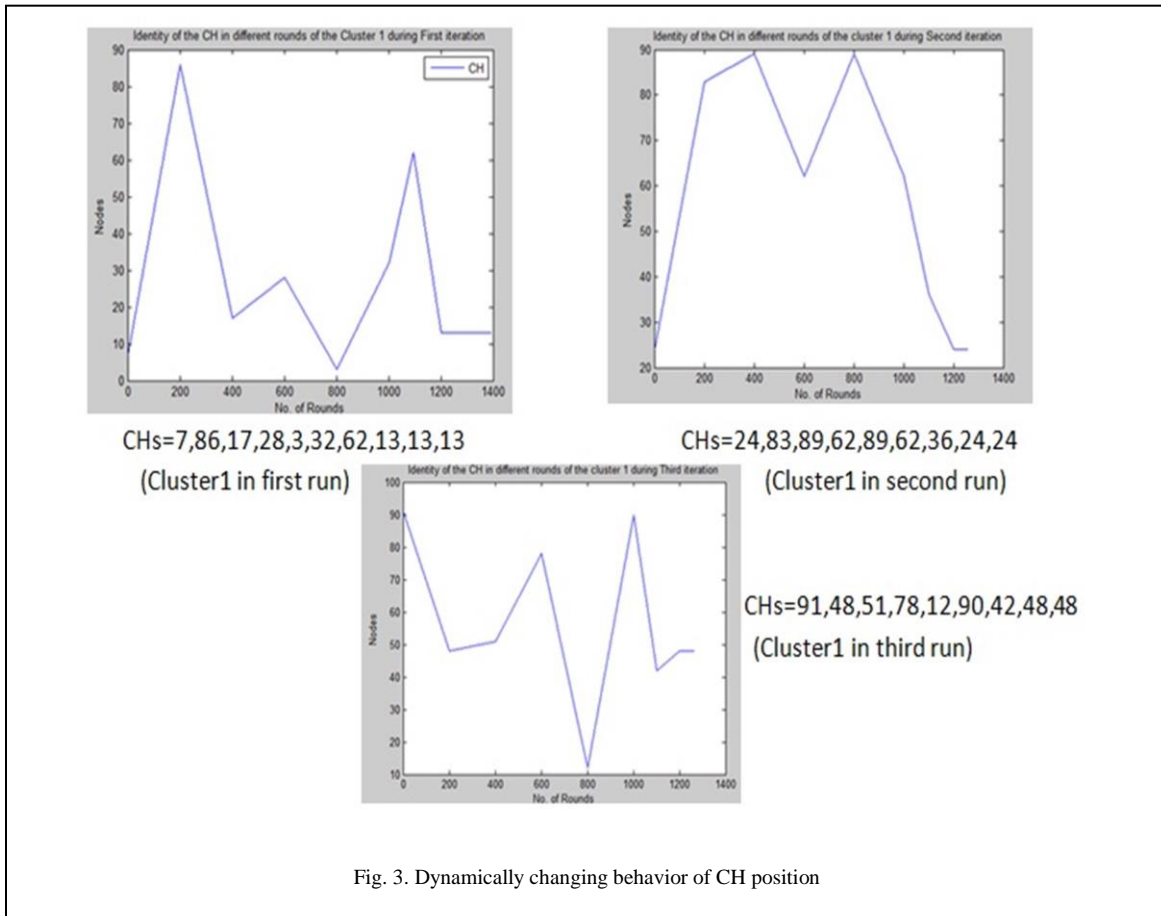 Identity of the CH in different rounds of the Cluster 1 during First iteration
90
80
70
60
50
40
30
20
10
0
Nodes
CH
0 200 400 600 800 1000 1200 1400
No. of Rounds
CHs=7,86,17,28,3,32,62,13,13,13
(Cluster1 in first run)
Identity of the CH in different rounds of the cluster 1 during Second iteration
90
80
70
60
50
40
30
20
Nodes
0 200 400 600 800 1000 1200 1400
No. of Rounds
CHs=24,83,89,62,89,62,36,24,24
(Cluster1 in second run)
Identity of the CH in different rounds of the cluster 1 during Third iteration
100
90
80
70
60
50
40
30
20
10
Nodes
0 200 400 600 800 1000 1200 1400
No. of Rounds
CHs=91,48,51,78,12,90,42,48,48
(Cluster1 in third run)
Fig. 3. Dynamically changing behavior of CH position